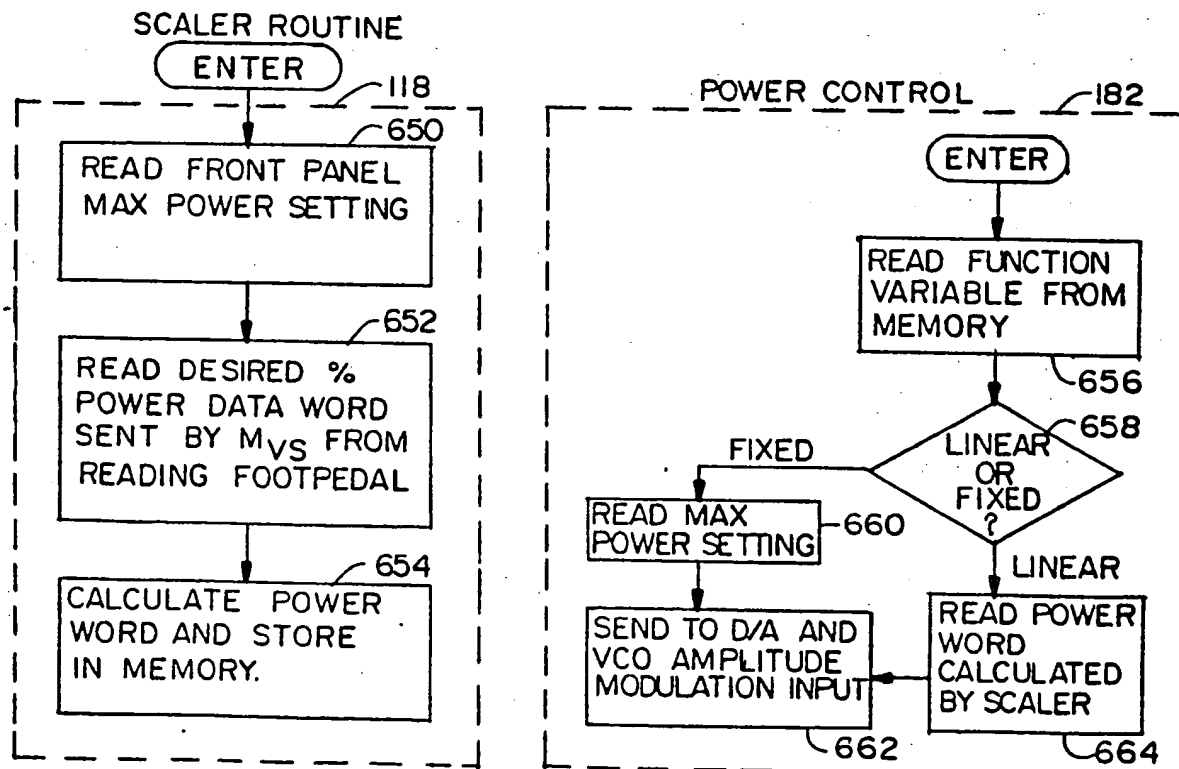 SCALER ROUTINE
ENTER
118
650
READ FRONT PANEL
MAX POWER SETTING
652
READ DESIRED %
POWER DATA WORD
SENT BY MVS FROM
READING FOOTPEDAL
654
CALCULATE POWER
WORD AND STORE
IN MEMORY.
POWER CONTROL
182
ENTER
READ FUNCTION
VARIABLE FROM
MEMORY
656
658
LINEAR
OR
FIXED
?
FIXED
READ MAX
POWER SETTING
660
LINEAR
SEND TO D/A AND
VCO AMPLITUDE
MODULATION INPUT
662
READ POWER
WORD
CALCULATED
BY SCALER
664